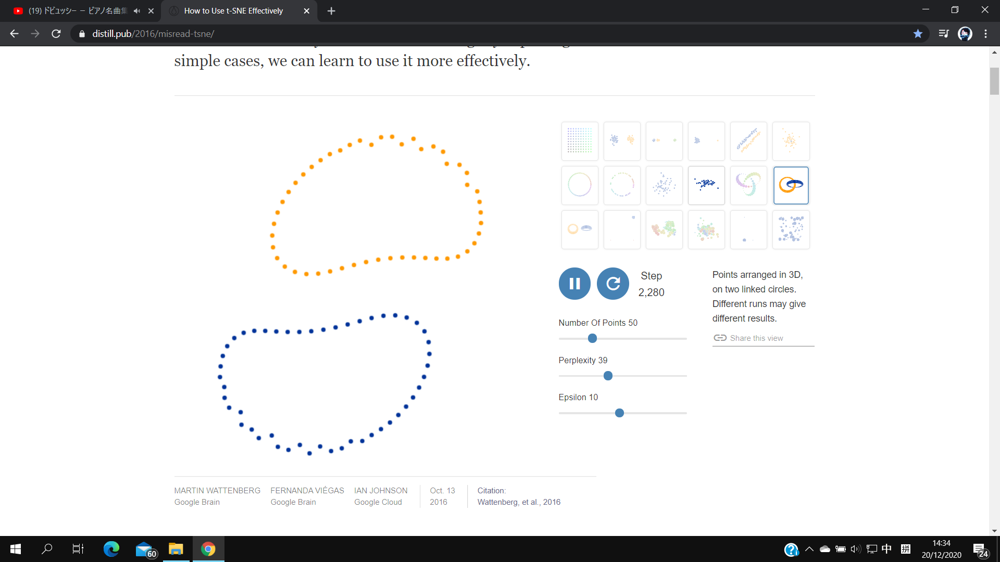 (19) ドビュッシー – ピアノ名曲集
How to Use t-SNE Effectively
distill.pub/2016/misread-tsne/
simple cases, we can learn to use it more effectively.
Step
2,280
Points arranged in 3D,
on two linked circles.
Different runs may give
different results.
Share this view
Number Of Points 50
Perplexity 39
Epsilon 10
MARTIN WATTENBERG
Google Brain
FERNANDA VIÉGAS
Google Brain
IAN JOHNSON
Google Cloud
Oct. 13
2016
Citation:
Wattenberg, et al., 2016
60
中
拼
14:34
20/12/2020
24